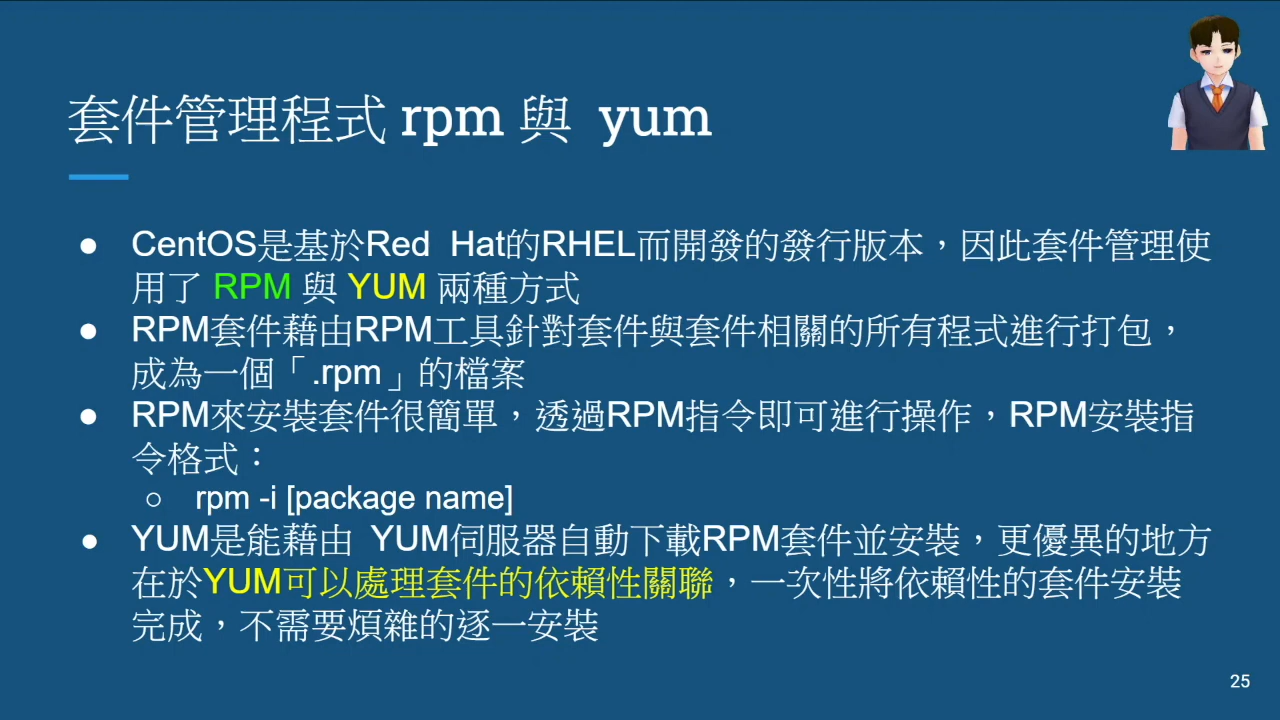 套件管理程式 rpm 與 yum
● CentOS是基於Red Hat的RHEL而開發的發行版本，因此套件管理使
用了 RPM 與 YUM 兩種方式
● RPM套件藉由RPM工具針對套件與套件相關的所有程式進行打包，
成為一個「.rpm」的檔案
● RPM來安裝套件很簡單，透過RPM指令即可進行操作，RPM安裝指
令格式：
○ rpm -i [package name]
● YUM是能藉由 YUM伺服器自動下載RPM套件並安裝，更優異的地方
在於YUM可以處理套件的依賴性關聯，一次性將依賴性的套件安裝
完成，不需要煩雜的逐一安裝
25